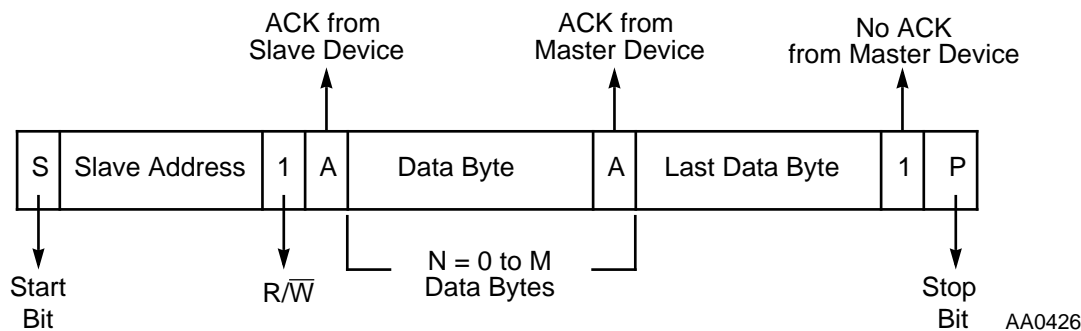 ACK from
Slave Device
ACK from
Master Device
No ACK
from Master Device
S Slave Address 1 A Data Byte A Last Data Byte 1 P
Start
Bit
R/W̅
N = 0 to M
Data Bytes
Stop
Bit
AA0426